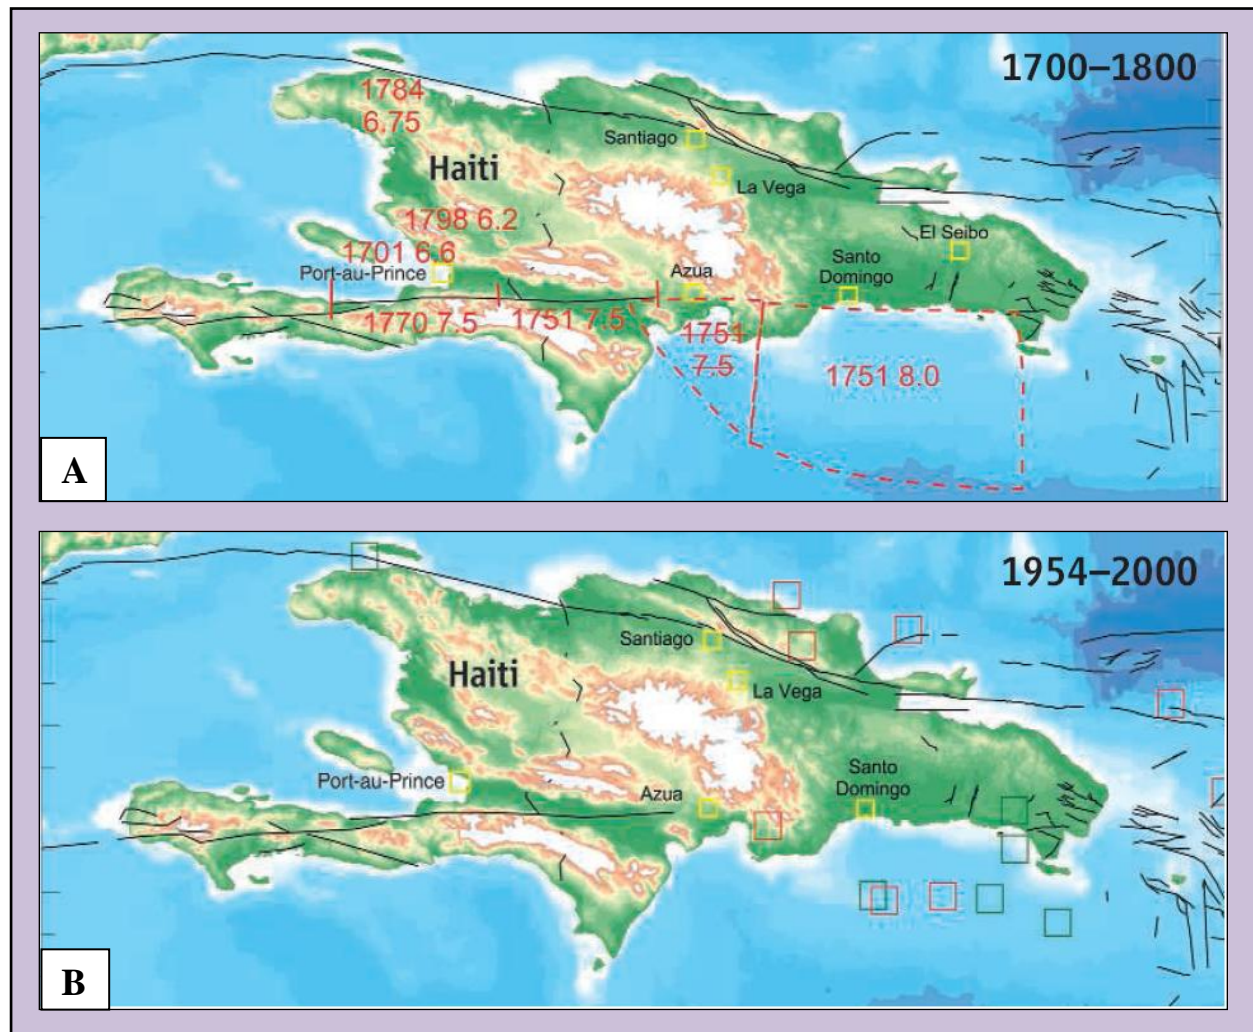 1700–1800
1784
6.75
Santiago
Haiti
La Vega
1798 6.2
El Seibo
1701 6.6
Santo
Domingo
Port-au-Prince
Azua
1770 7.5
1751 7.5
1751
7.5
1751 8.0
A
1954–2000
Santiago
Haiti
La Vega
Port-au-Prince
Santo
Domingo
Azua
B